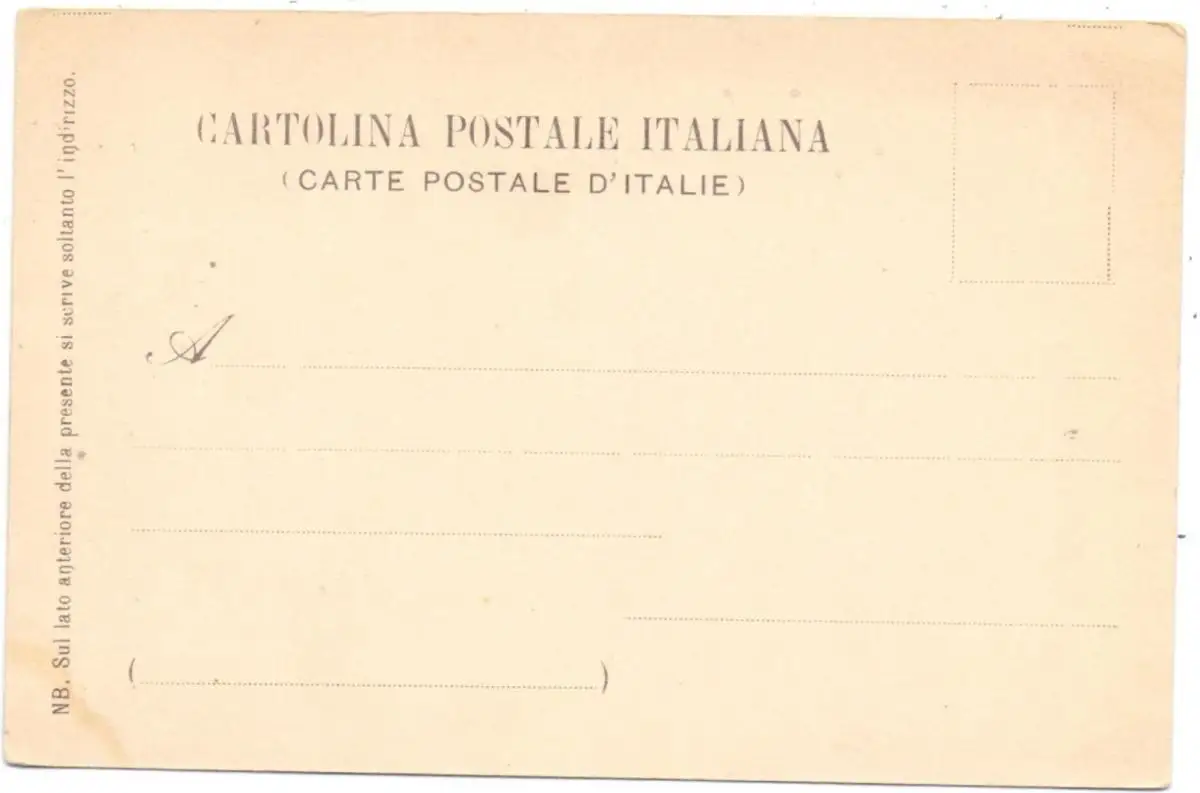 CARTOLINA POSTALE ITALIANA
(CARTE POSTALE D'ITALIE)
A
( )
NB. Sul lato anteriore della presente si scrive soltanto l'indirizzo.